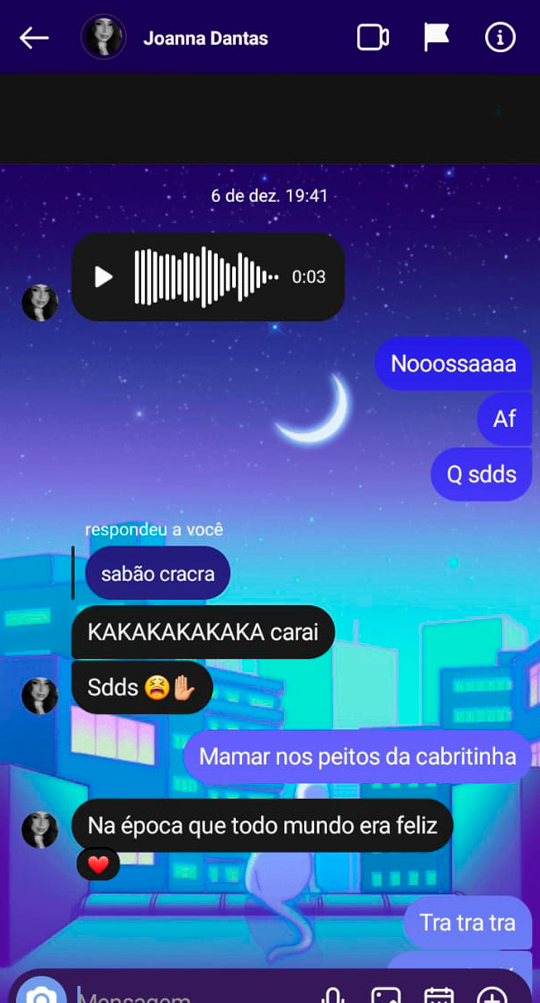 Joanna Dantas
6 de dez. 19:41
0:03
Nooossaaaa
Af
Q sdds
respondeu a você
sabão cracra
KAKAKAKAKAKA carai
Sdds 😫✋🏼
Mamar nos peitos da cabritinha
Na época que todo mundo era feliz
❤️
Tra tra tra
Mensagem